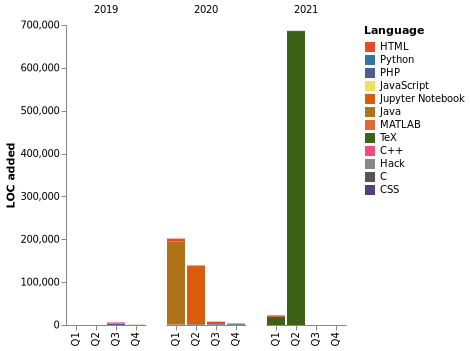 2019 2020 2021
700,000
600,000
500,000
400,000
300,000
200,000
100,000
0
LOC added
Q1 Q2 Q3 Q4 Q1 Q2 Q3 Q4 Q1 Q2 Q3 Q4
Language
HTML
Python
PHP
JavaScript
Jupyter Notebook
Java
MATLAB
TeX
C++
Hack
C
CSS